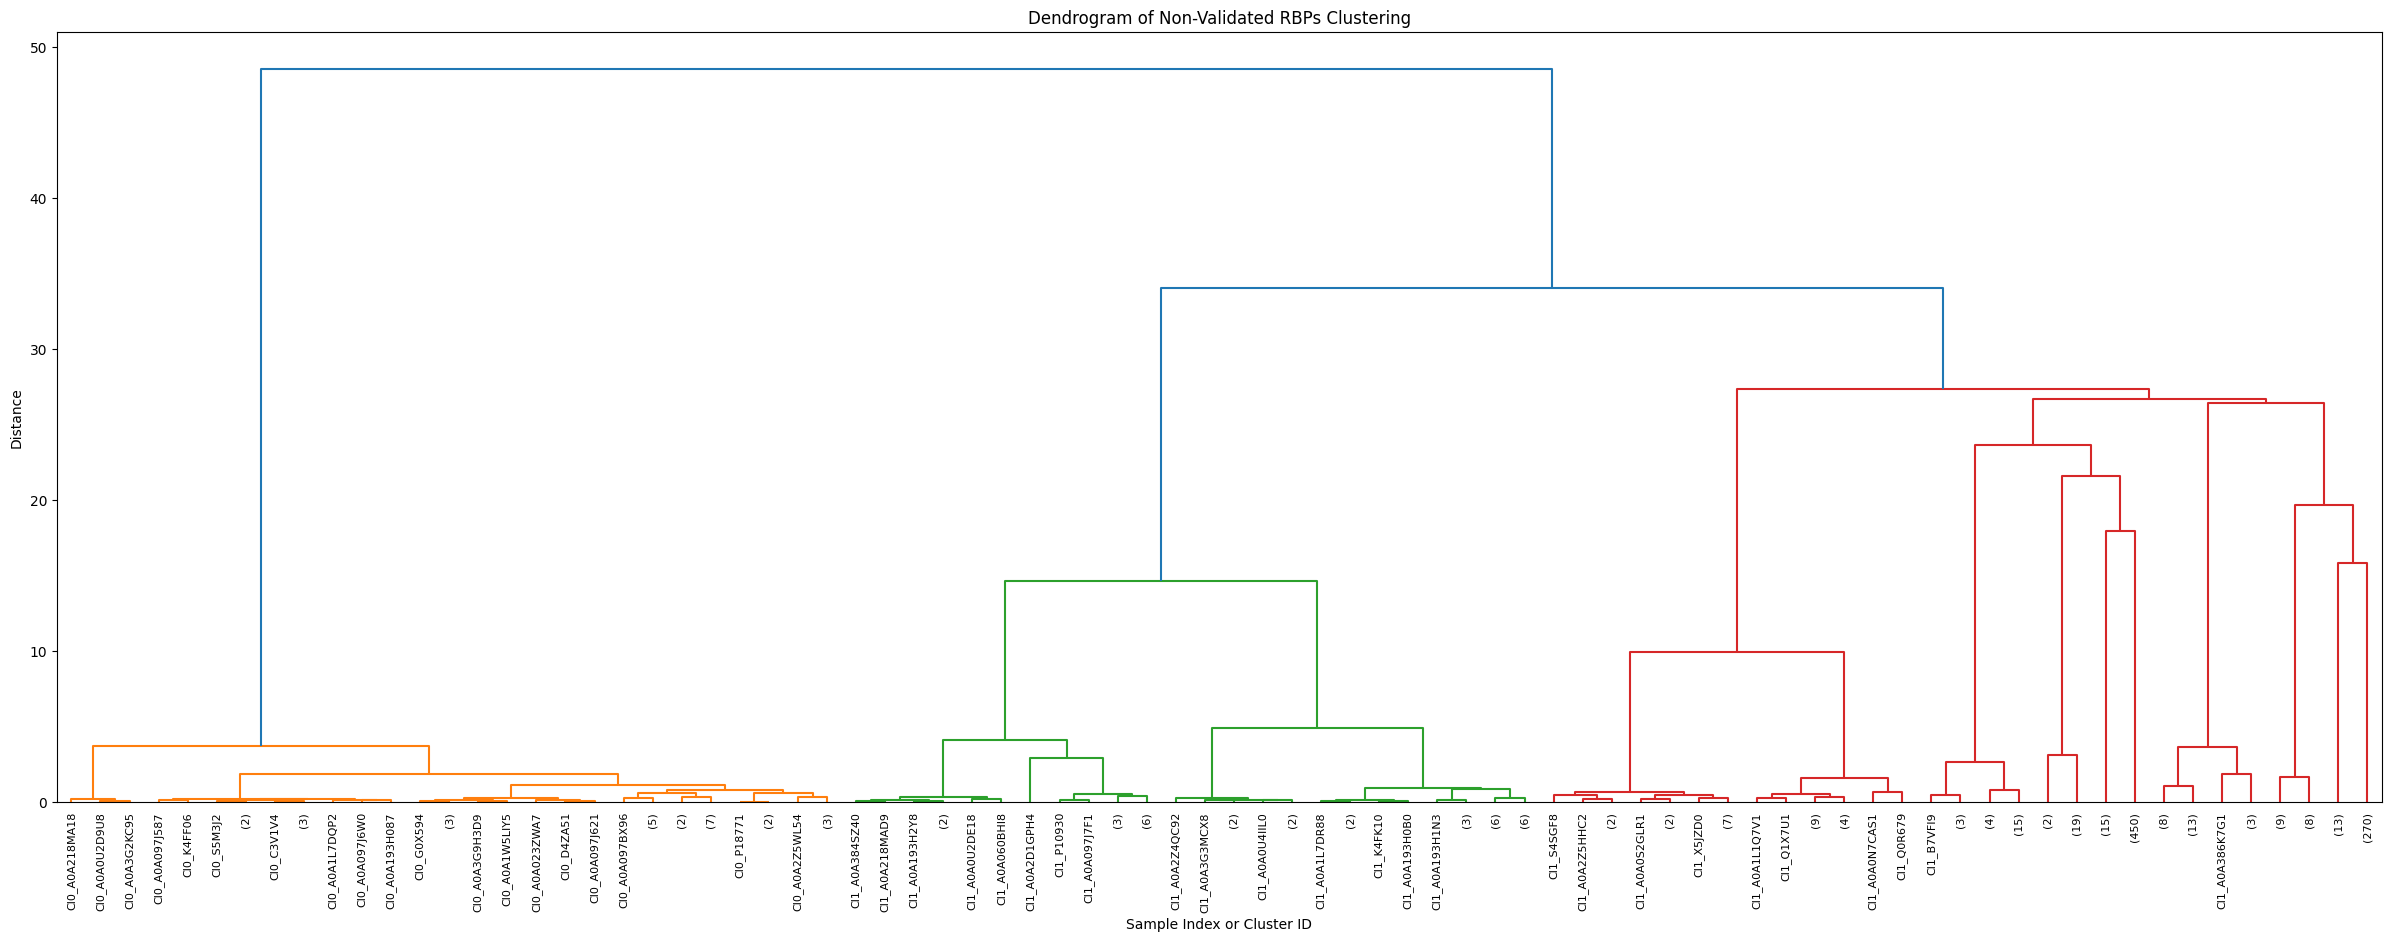 Dendrogram of Non-Validated RBPs Clustering
50
40
30
20
10
0
Distance
Cl0_A0A218MA18
Cl0_A0A0U2D9U8
Cl0_A0A3G2KC95
Cl0_A0A097J587
Cl0_K4FF06
Cl0_S5M3J2
(2)
Cl0_C3V1V4
(3)
Cl0_A0A1L7DQP2
Cl0_A0A097J6W0
Cl0_A0A193H087
Cl0_G0X594
(3)
Cl0_A0A3G9H3D9
Cl0_A0A1W5LIY5
Cl0_A0A023ZWA7
Cl0_D4ZA51
Cl0_A0A097J621
Cl0_A0A097BX96
(5)
(2)
(7)
Cl0_P18771
(2)
Cl0_A0A2Z5WL54
(3)
Cl1_A0A384SZ40
Cl1_A0A218MAD9
Cl1_A0A193H2Y8
(2)
Cl1_A0A0U2DE18
Cl1_A0A060BHI8
Cl1_A0A2D1GPH4
Cl1_P10930
Cl1_A0A097J7F1
(3)
(6)
Cl1_A0A2Z4QC92
Cl1_A0A3G3MCX8
(2)
Cl1_A0A0U4IIL0
(2)
Cl1_A0A1L7DR88
(2)
Cl1_K4FK10
Cl1_A0A193H0B0
Cl1_A0A193H1N3
(3)
(6)
(6)
Cl1_S4SGF8
Cl1_A0A2Z5HHC2
(2)
Cl1_A0A0S2GLR1
(2)
Cl1_X5JZD0
(7)
Cl1_A0A1L1Q7V1
Cl1_Q1X7U1
(9)
(4)
Cl1_A0A0N7CAS1
Cl1_Q0R679
Cl1_B7VFI9
(3)
(4)
(15)
(2)
(19)
(15)
(450)
(8)
(13)
Cl1_A0A386K7G1
(3)
(9)
(8)
(13)
(270)
Sample Index or Cluster ID